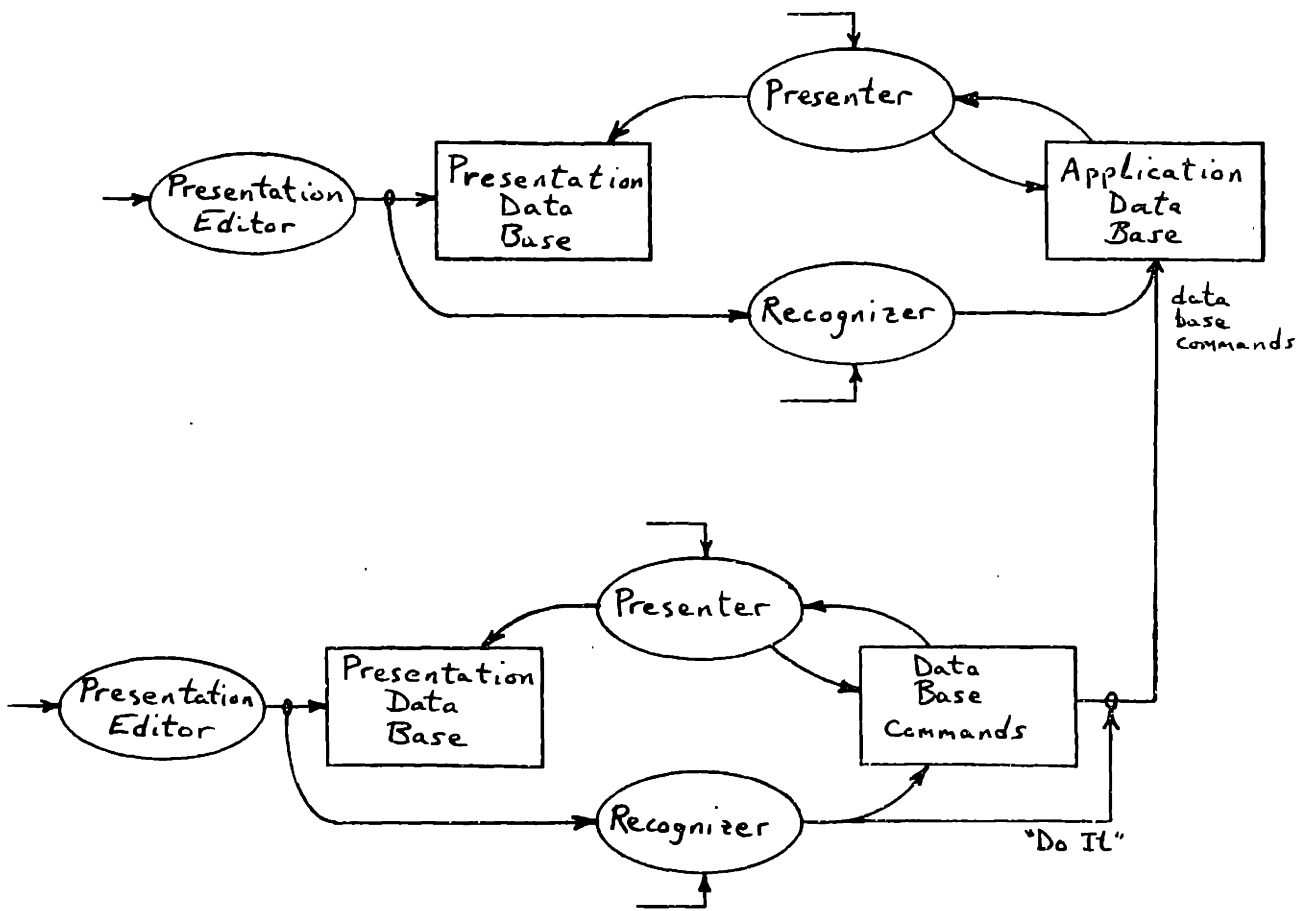 Presenter
Presentation
Editor
Presentation
Data
Base
Application
Data
Base
Recognizer
data
base
commands
Presenter
Presentation
Editor
Presentation
Data
Base
Data
Base
Commands
Recognizer
"Do It"